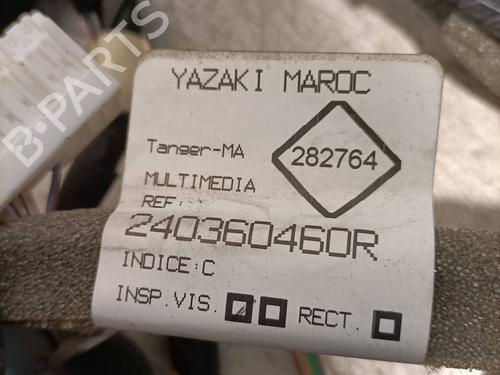 B-PARTS
YAZAKI MAROC
Tanger-MA
282764
MULTIMEDIA
REF:
240360460R
INDICE:C
INSP.VIS.
RECT.